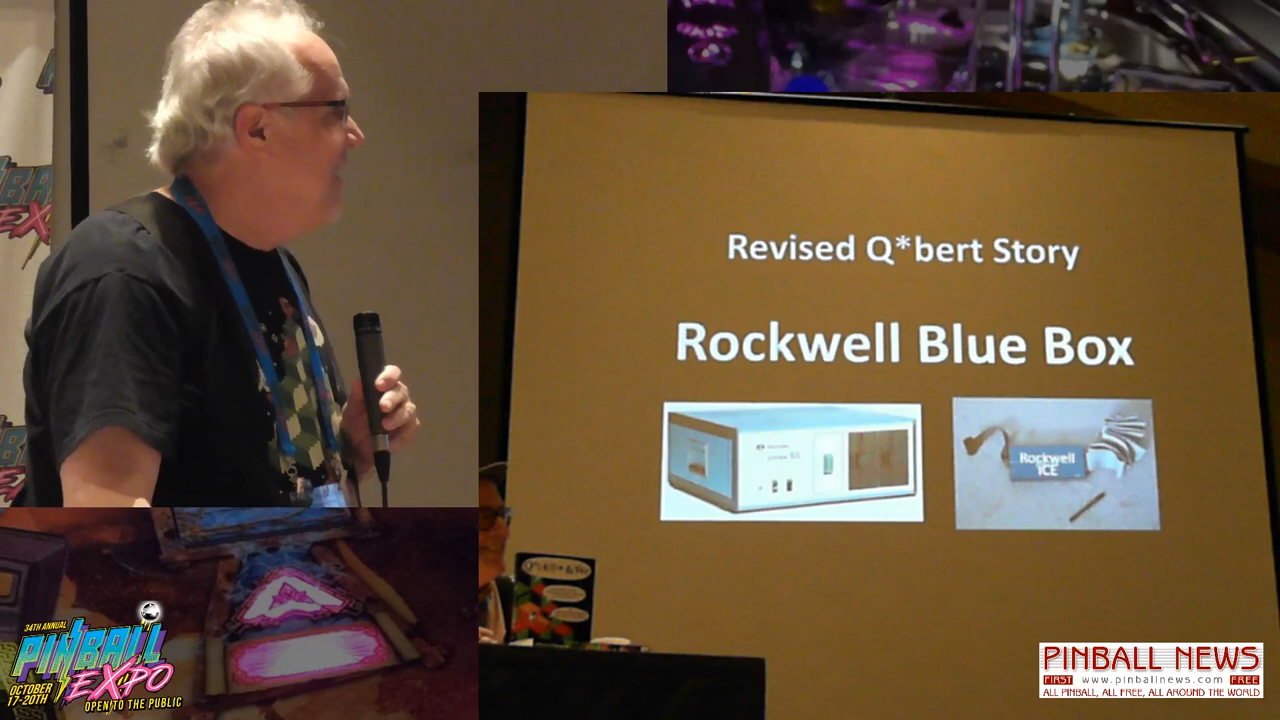 Revised Q*bert Story
Rockwell Blue Box
Rockwell
ICE
34TH ANNUAL
PINBALL
EXPO
OCTOBER
17-20TH
OPEN TO THE PUBLIC
PINBALL NEWS
FIRST www.pinballnews.com FREE
ALL PINBALL, ALL FREE, ALL AROUND THE WORLD